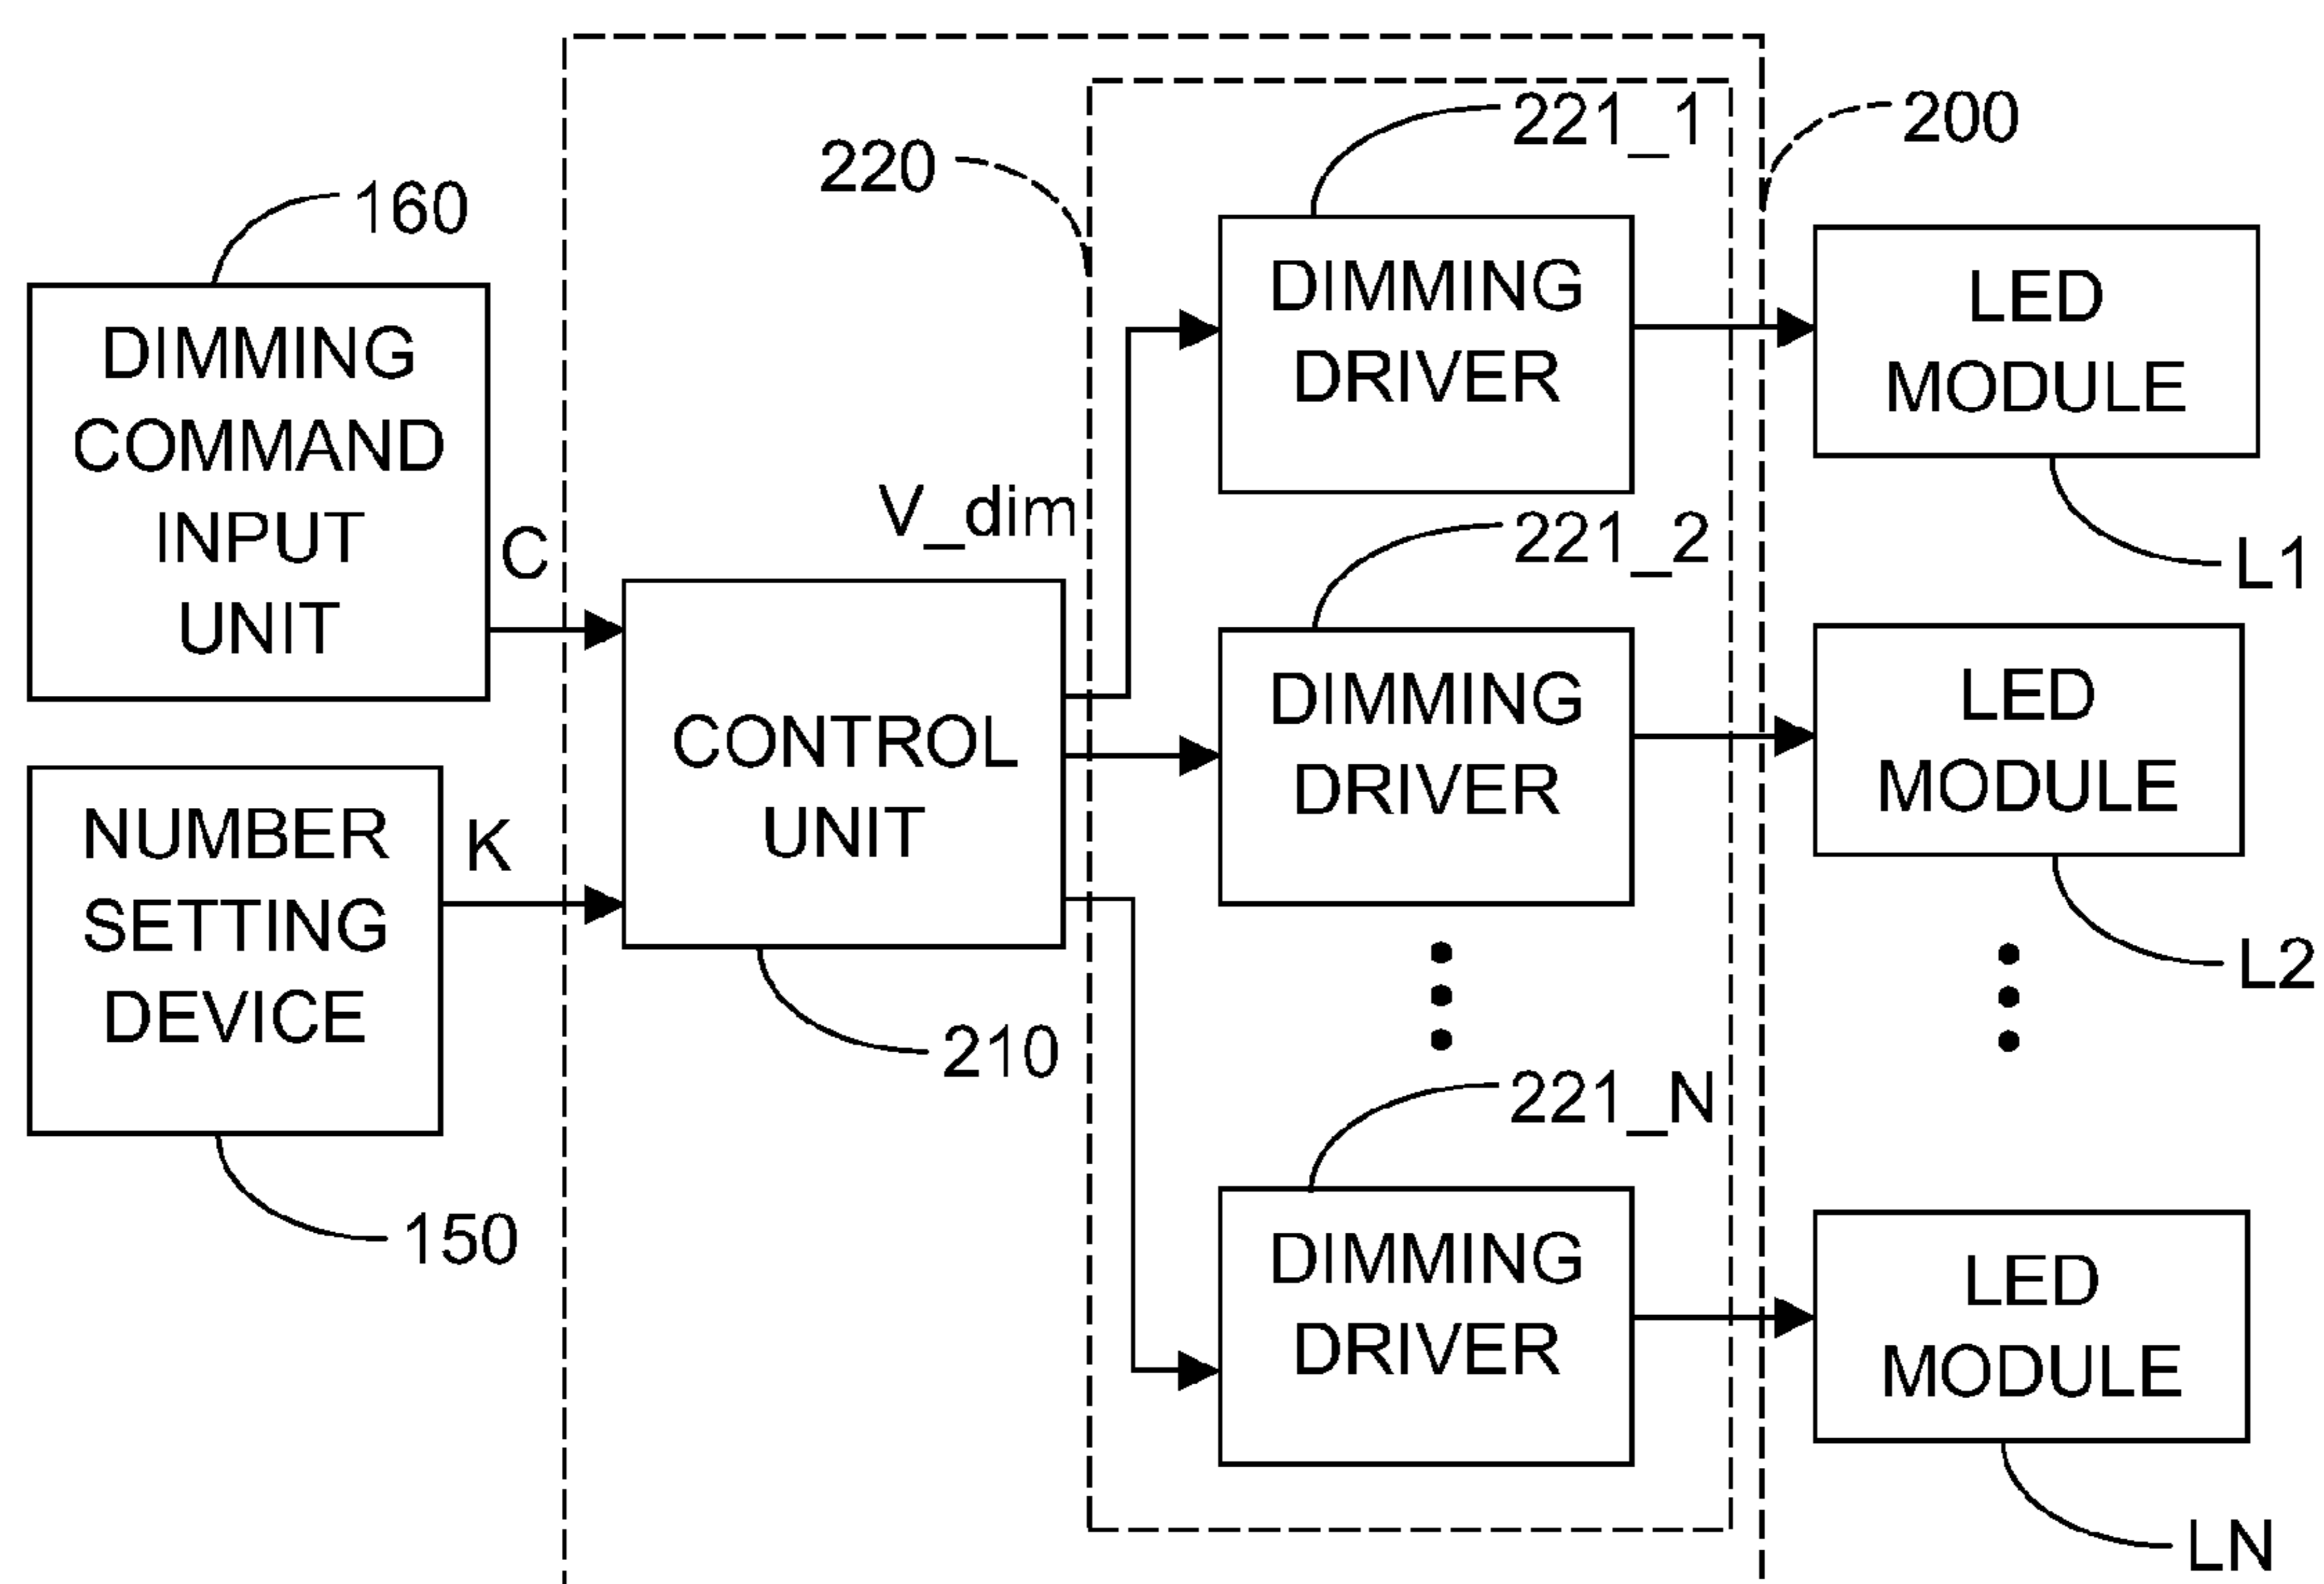 160
DIMMING
COMMAND
INPUT
UNIT
C
NUMBER
SETTING
DEVICE
K
150
CONTROL
UNIT
210
V_dim
220
221_1
DIMMING
DRIVER
221_2
DIMMING
DRIVER
221_N
DIMMING
DRIVER
200
LED
MODULE
L1
LED
MODULE
L2
LED
MODULE
LN